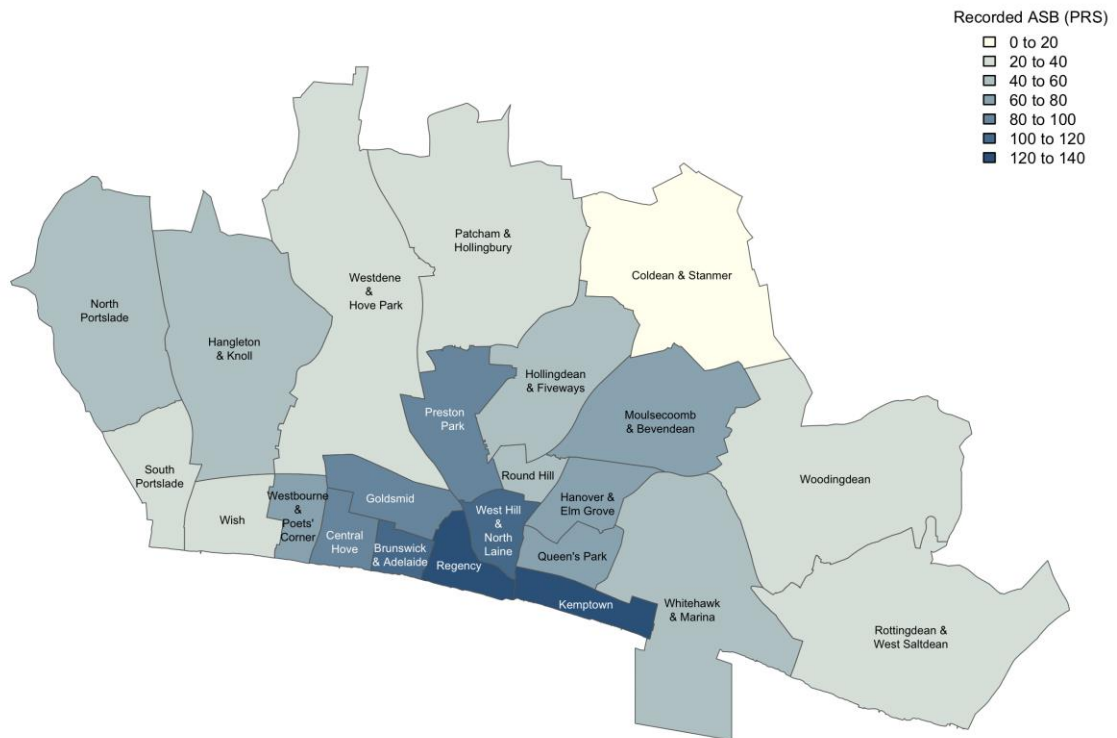 Recorded ASB (PRS)
0 to 20
20 to 40
40 to 60
60 to 80
80 to 100
100 to 120
120 to 140
Patcham &
Hollingbury
Coldean & Stanmer
Westdene
&
Hove Park
North
Portslade
Hangleton
& Knoll
Hollingdean
& Fiveways
Preston
Park
Moulsecoomb
& Bevendean
South
Portslade
Round Hill
Woodingdean
Goldsmid
Westbourne
&
Poets'
Corner
Hanover &
Elm Grove
Wish
West Hill
&
North
Laine
Central
Hove
Brunswick
& Adelaide
Regency
Queen's Park
Kemptown
Whitehawk
& Marina
Rottingdean &
West Saltdean